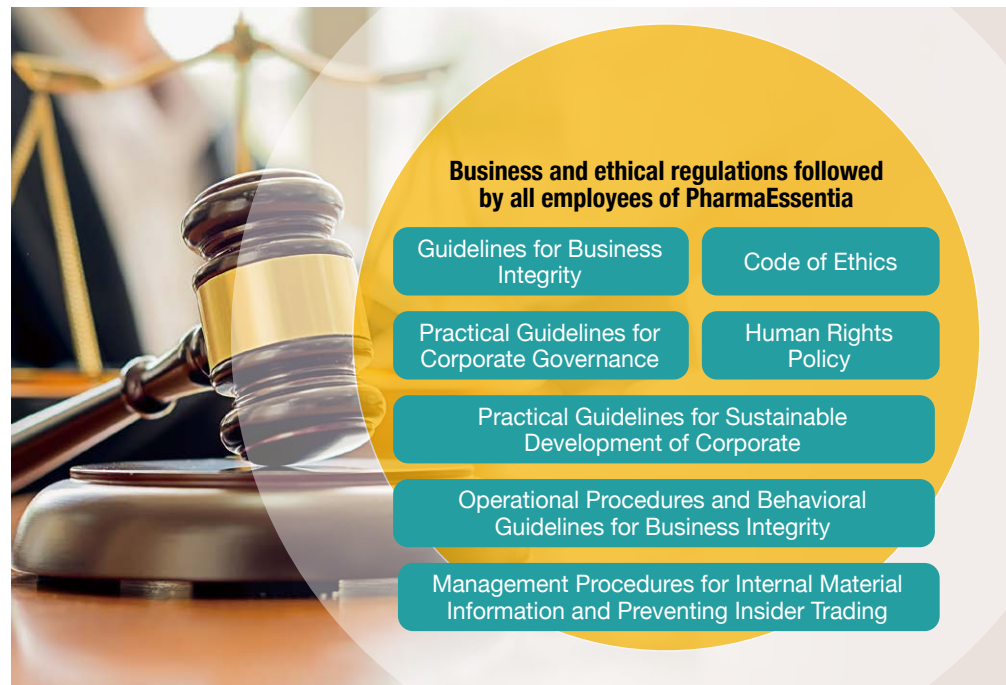 Business and ethical regulations followed
by all employees of PharmaEssentia
Guidelines for Business
Integrity
Code of Ethics
Practical Guidelines for
Corporate Governance
Human Rights
Policy
Practical Guidelines for Sustainable
Development of Corporate
Operational Procedures and Behavioral
Guidelines for Business Integrity
Management Procedures for Internal Material
Information and Preventing Insider Trading